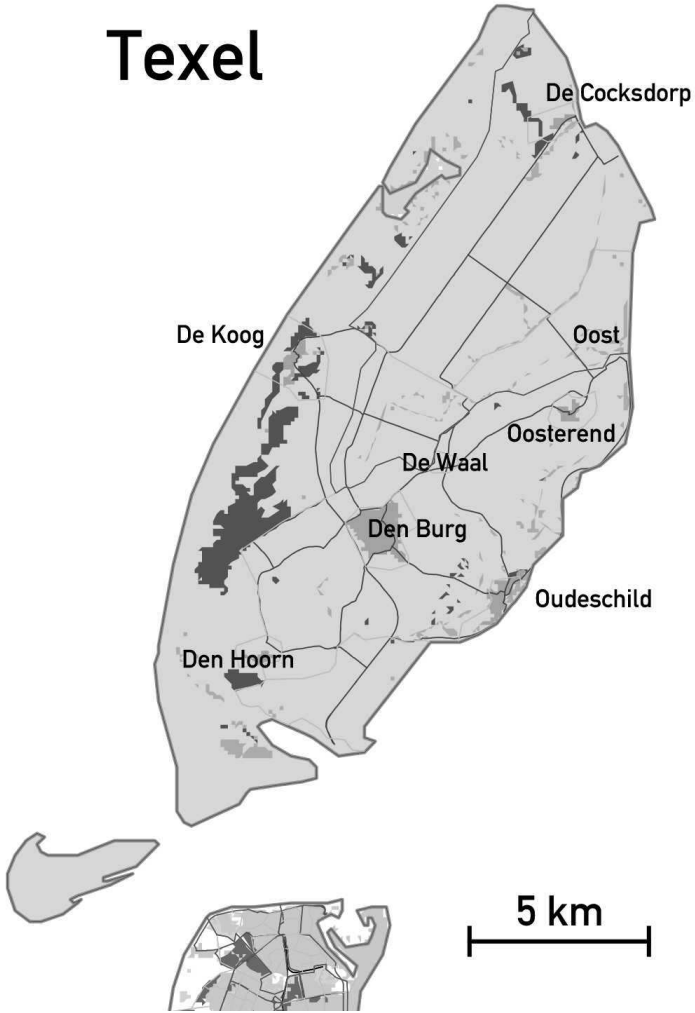 Texel
De Cocksdorp
De Koog
Oost
Oosterend
De Waal
Den Burg
Oudeschild
Den Hoorn
5 km